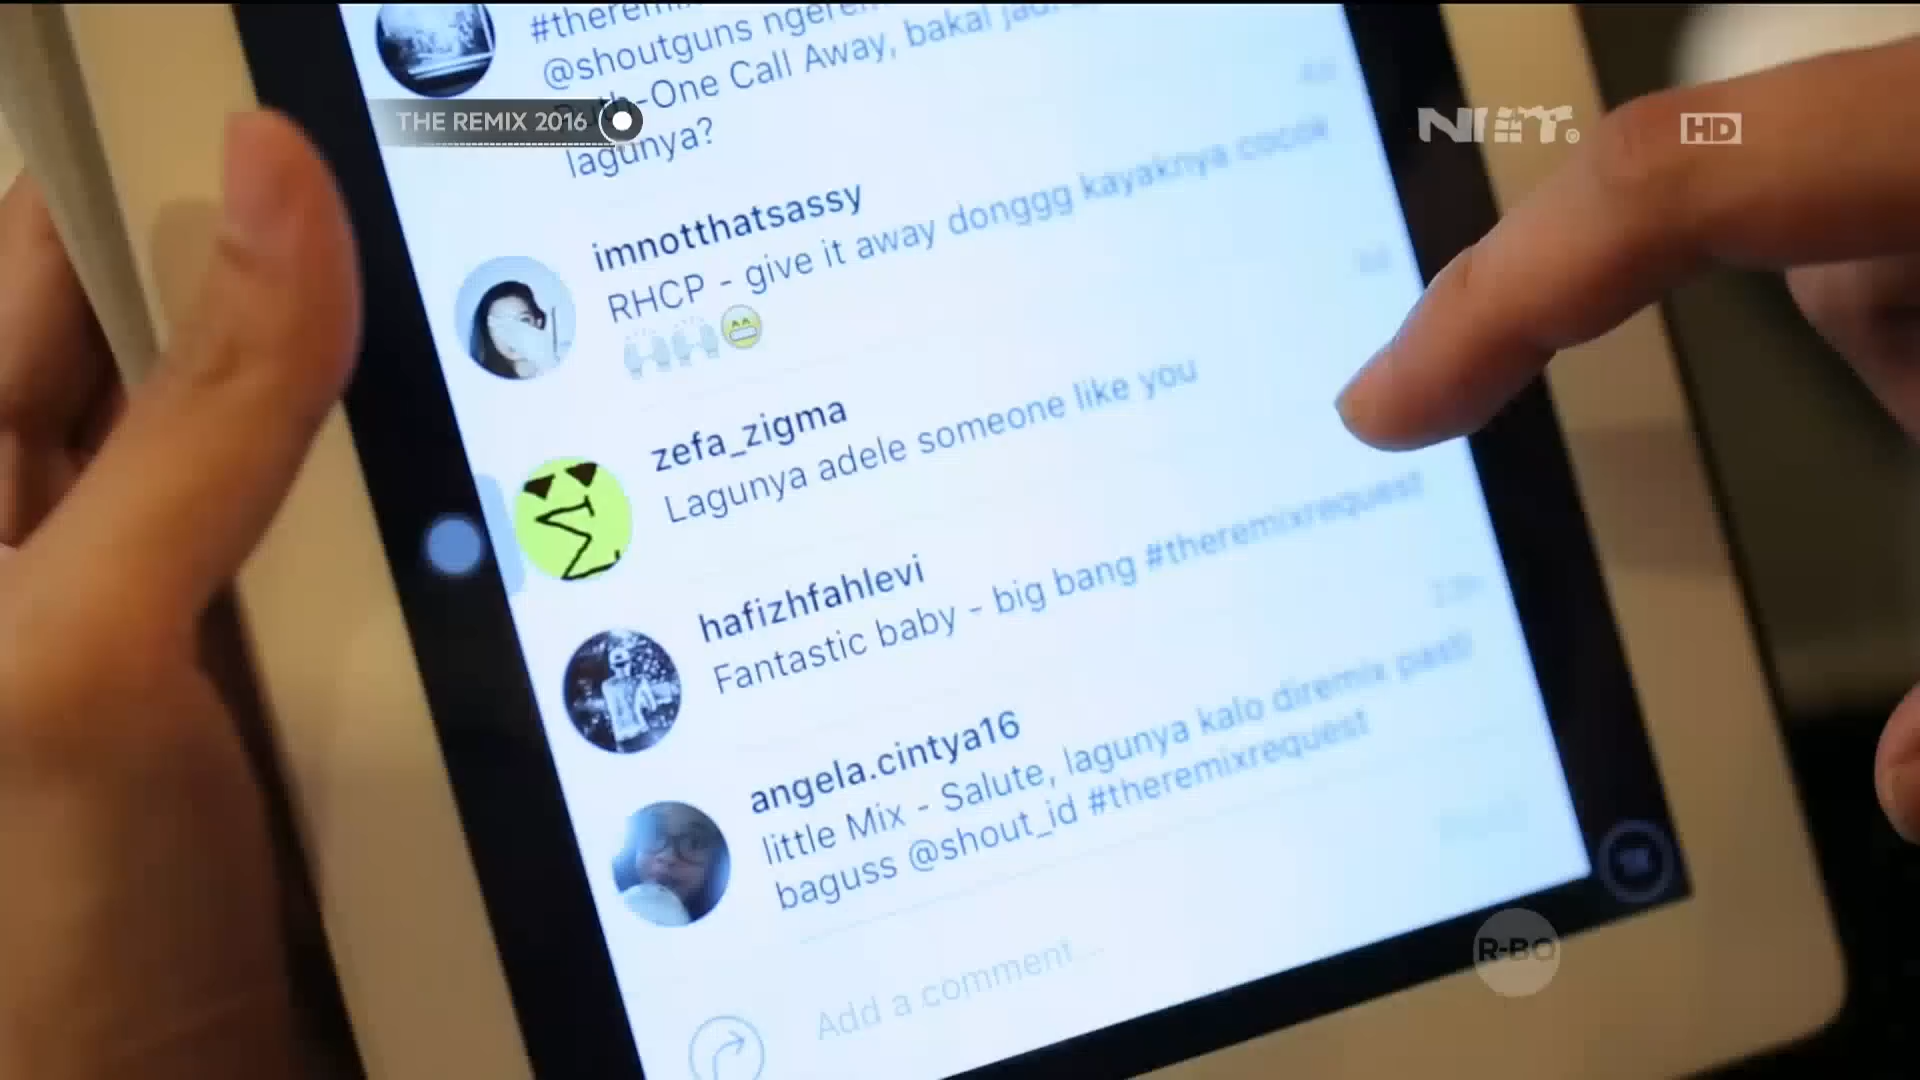 @shoutguns
-One Call Away, bakal
lagunya?
THE REMIX 2016
NET.
HD
imnotthatsassy
RHCP - give it away donggg kayaknya cocok
zefa_zigma
Lagunya adele someone like you
hafizhfahlevi
Fantastic baby - big bang #theremixrequest
angela.cintya16
little Mix - Salute, lagunya kalo diremix pasti
baguss @shout_id #theremixrequest
Add a comment...
R-BO